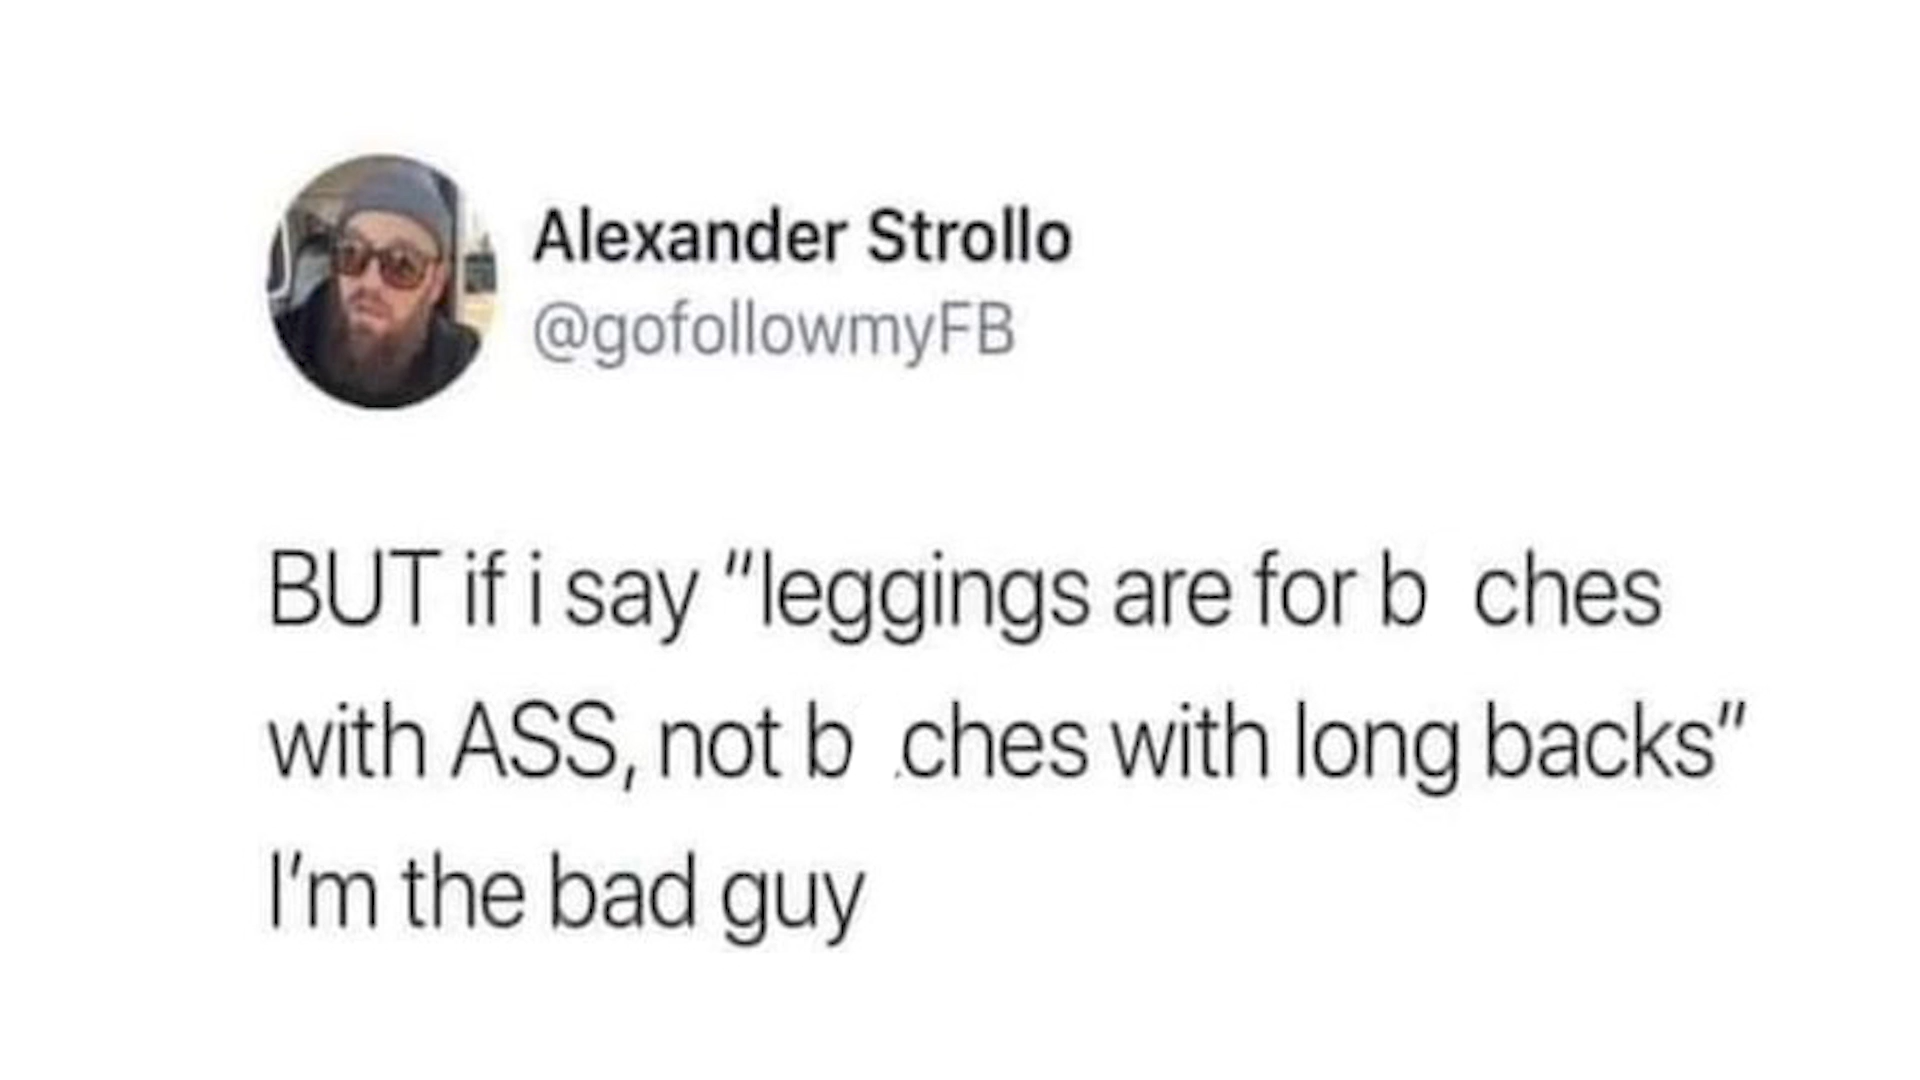 Alexander Strollo
@gofollowmyFB
BUT if i say "leggings are for b ches
with ASS, not b ches with long backs"
I'm the bad guy